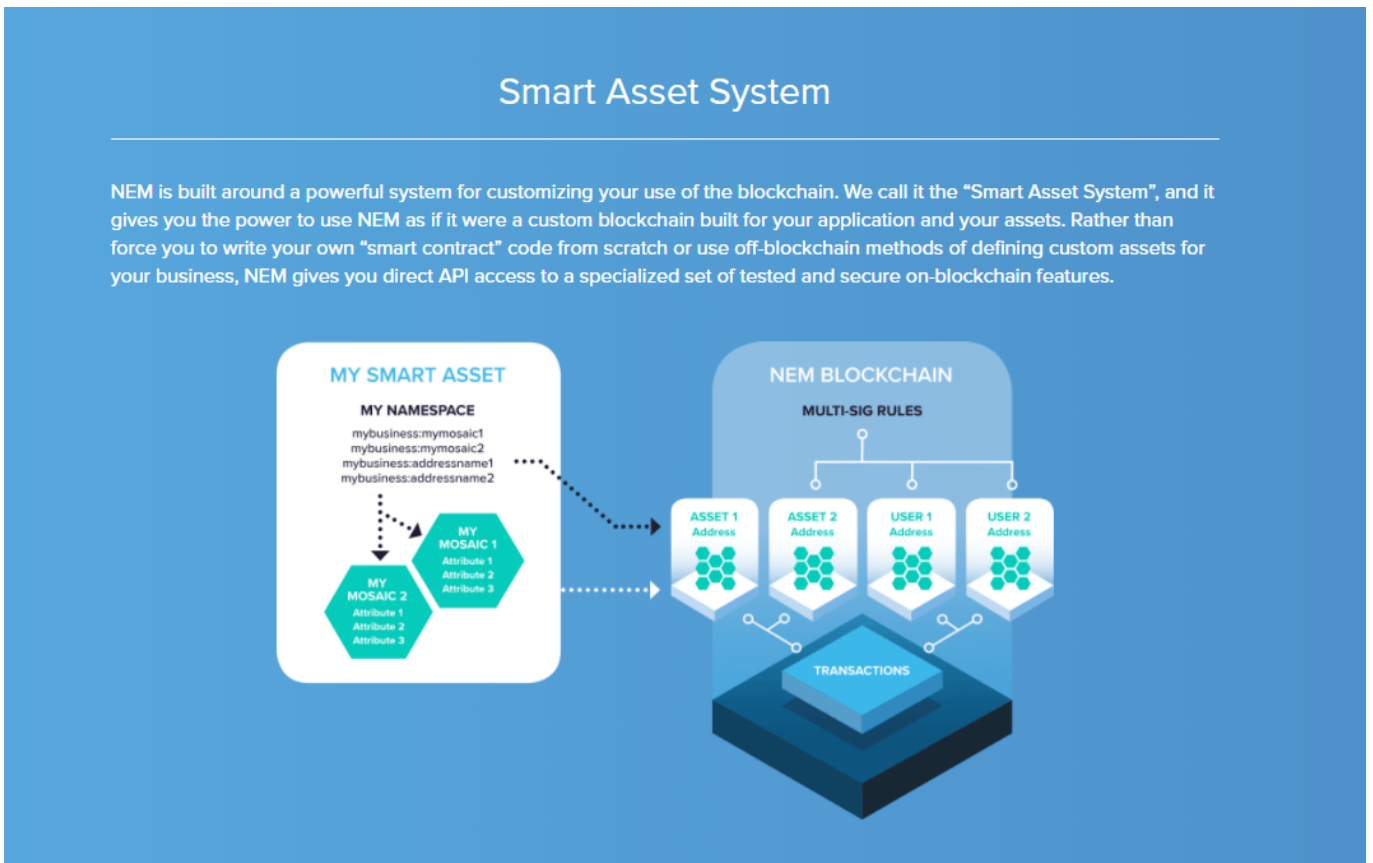 Smart Asset System
NEM is built around a powerful system for customizing your use of the blockchain. We call it the “Smart Asset System”, and it
gives you the power to use NEM as if it were a custom blockchain built for your application and your assets. Rather than
force you to write your own “smart contract” code from scratch or use off-blockchain methods of defining custom assets for
your business, NEM gives you direct API access to a specialized set of tested and secure on-blockchain features.
MY SMART ASSET
MY NAMESPACE
mybusiness:mymosaic1
mybusiness:mymosaic2
mybusiness:addressname1
mybusiness:addressname2
MY
MOSAIC 1
Attribute 1
Attribute 2
Attribute 3
MY
MOSAIC 2
Attribute 1
Attribute 2
Attribute 3
NEM BLOCKCHAIN
MULTI-SIG RULES
ASSET 1
Address
ASSET 2
Address
USER 1
Address
USER 2
Address
TRANSACTIONS